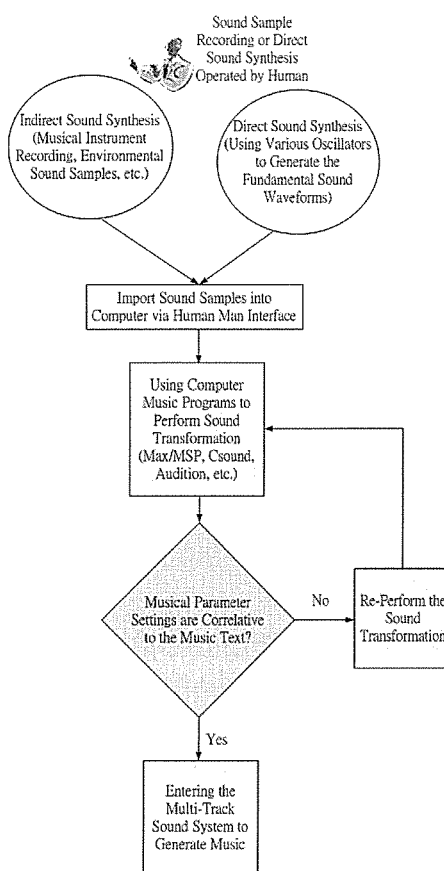 Sound Sample
Recording or Direct
Sound Synthesis
Operated by Human
Indirect Sound Synthesis
(Musical Instrument
Recording, Environmental
Sound Samples, etc.)
Direct Sound Synthesis
(Using Various Oscillators
to Generate the
Fundamental Sound
Waveforms)
Import Sound Samples into
Computer via Human Man Interface
Using Computer
Music Programs to
Perform Sound
Transformation
(Max/MSP, Csound,
Audition, etc.)
Musical Parameter
Settings are Correlative
to the Music Text?
No
Re-Perform the
Sound
Transformation
Yes
Entering the
Multi-Track
Sound System to
Generate Music